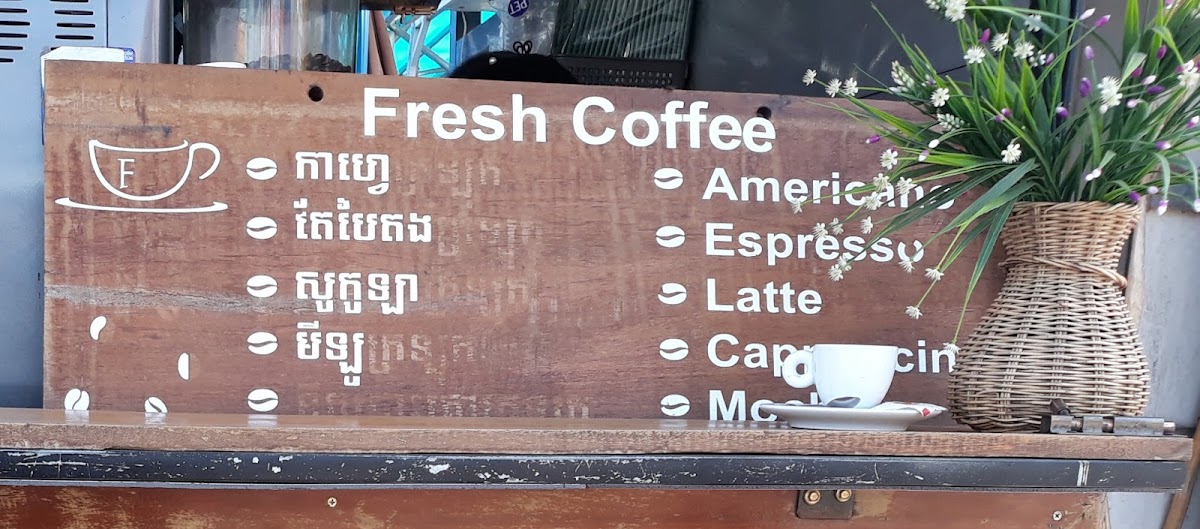 Fresh Coffee
F
កាហ្វេ
តែបៃតង
សូកូឡា
មីឡូ
Americano
Espresso
Latte